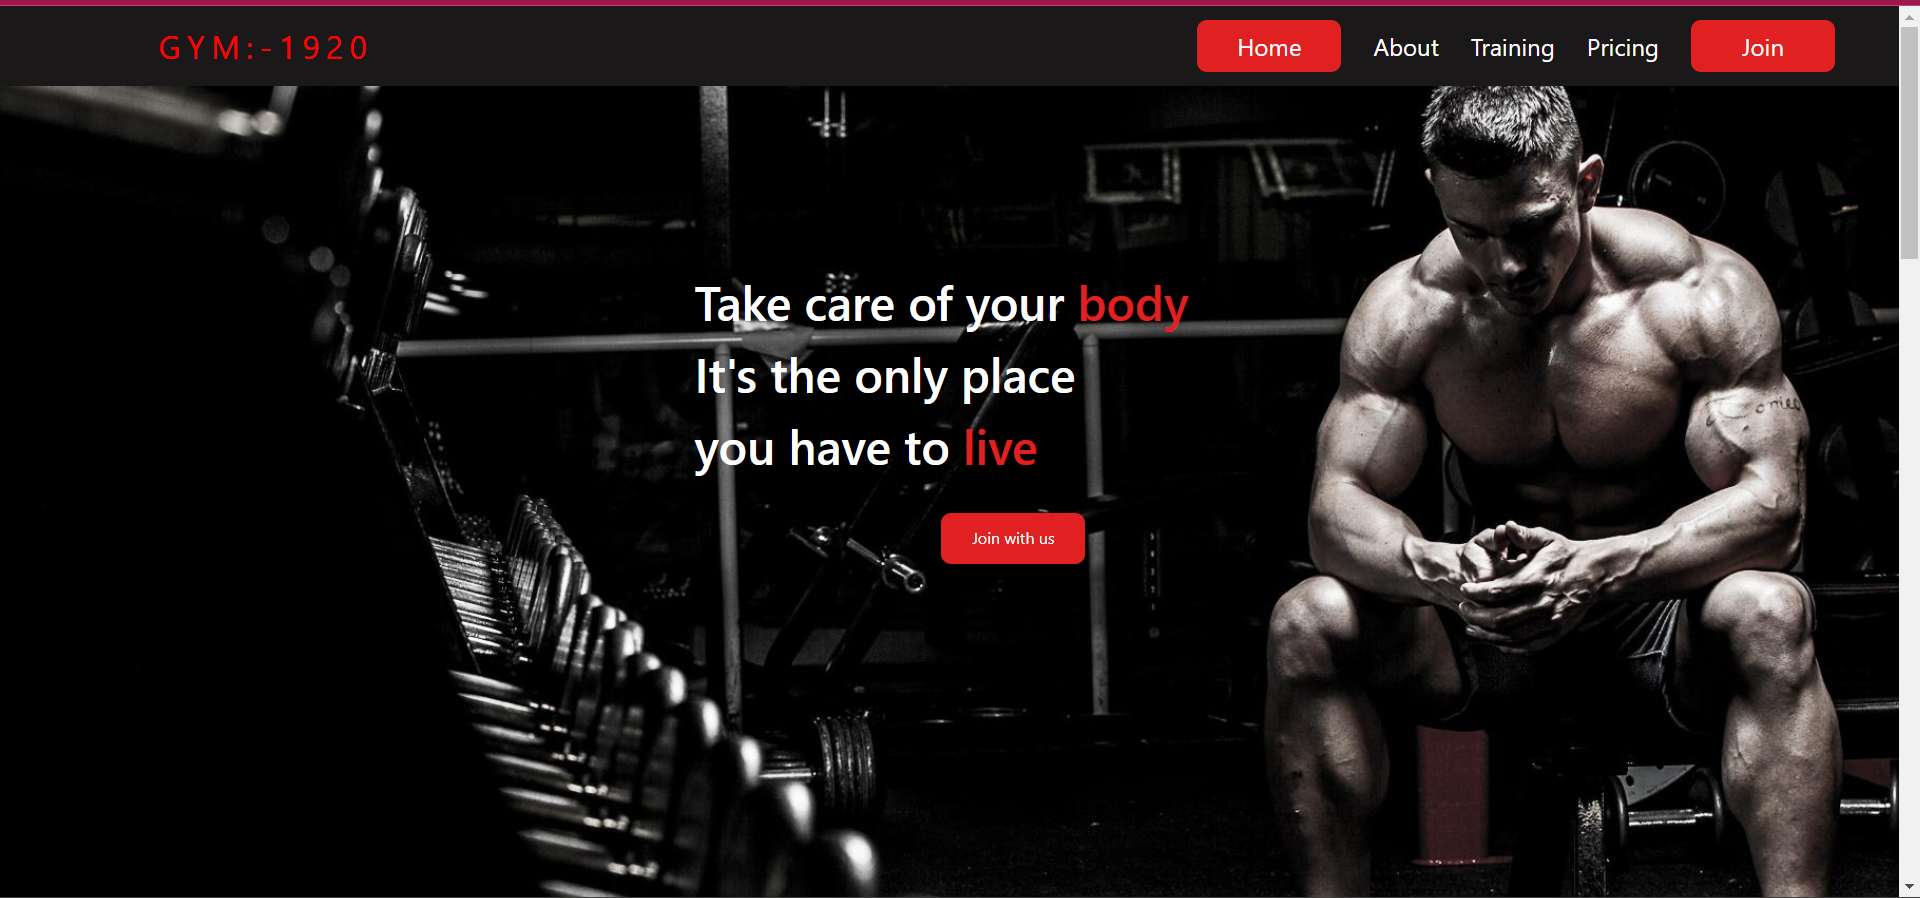 GYM:-1920
Home About Training Pricing Join
Take care of your body
It's the only place
you have to live
Join with us